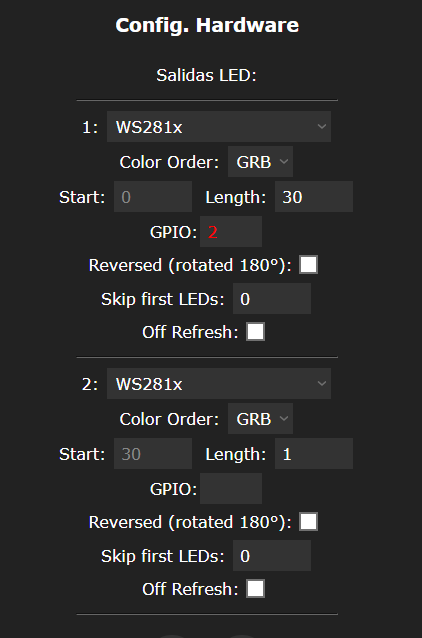 Config. Hardware
Salidas LED:
1: WS281x
Color Order: GRB
Start: 0 Length: 30
GPIO: 2
Reversed (rotated 180°):
Skip first LEDs: 0
Off Refresh:
2: WS281x
Color Order: GRB
Start: 30 Length: 1
GPIO:
Reversed (rotated 180°):
Skip first LEDs: 0
Off Refresh: